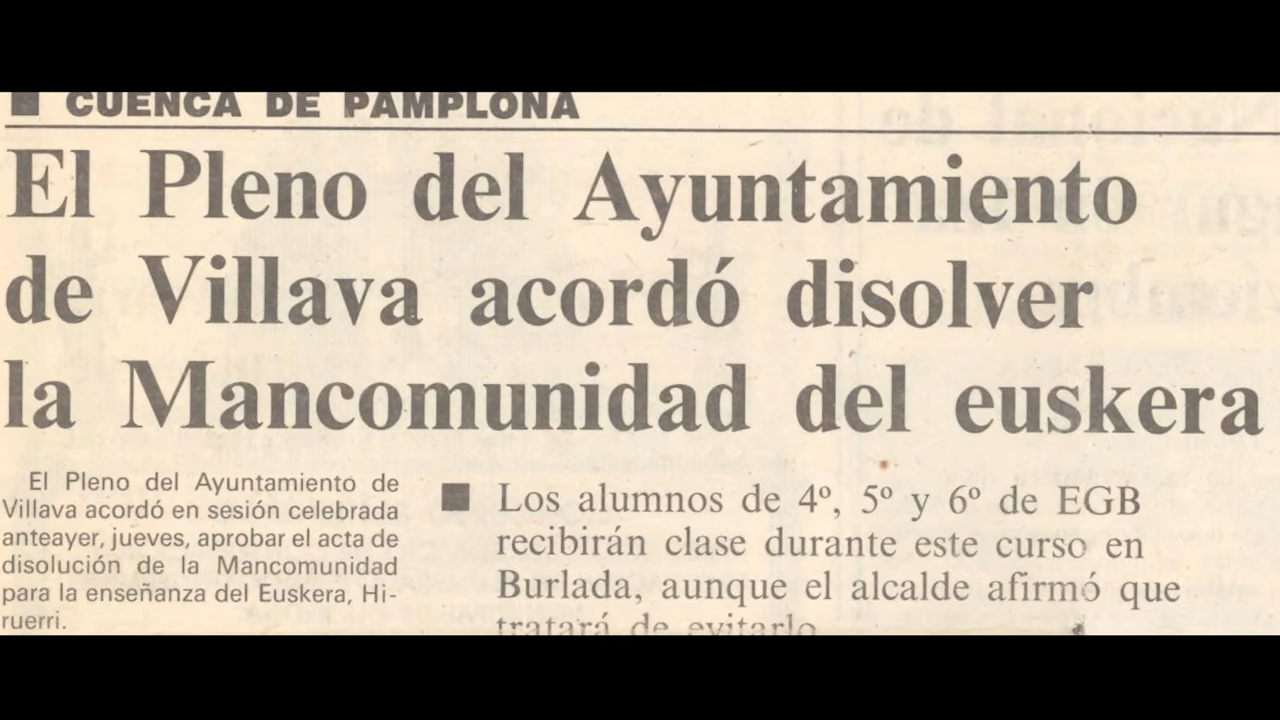 CUENCA DE PAMPLONA
El Pleno del Ayuntamiento
de Villava acordó disolver
la Mancomunidad del euskera
El Pleno del Ayuntamiento de
Villava acordó en sesión celebrada
anteayer, jueves, aprobar el acta de
disolución de la Mancomunidad
para la enseñanza del Euskera, Hi-
ruerri.
Los alumnos de 4º, 5º y 6º de EGB
recibirán clase durante este curso en
Burlada, aunque el alcalde afirmó que
tratará de evitarlo